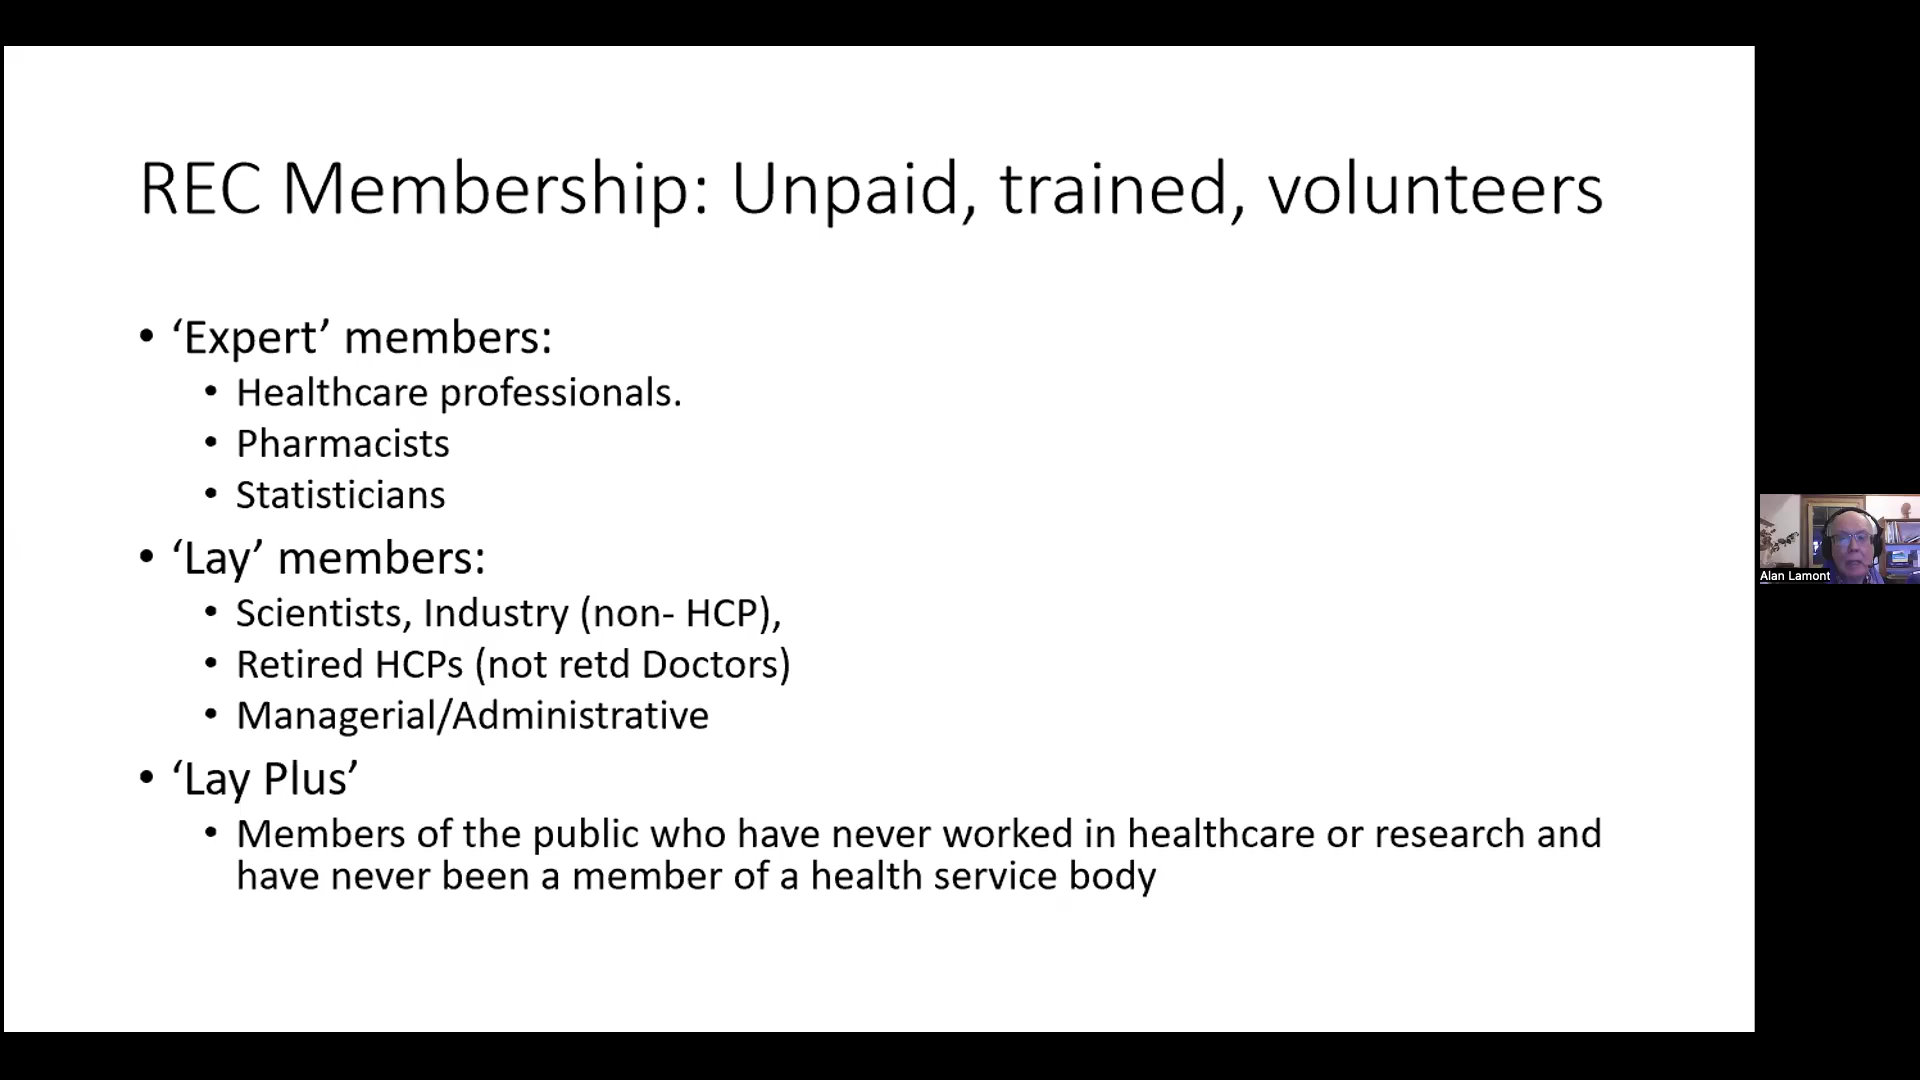 REC Membership: Unpaid, trained, volunteers
• ‘Expert’ members:
• Healthcare professionals.
• Pharmacists
• Statisticians
• ‘Lay’ members:
• Scientists, Industry (non- HCP),
• Retired HCPs (not retd Doctors)
• Managerial/Administrative
• ‘Lay Plus’
• Members of the public who have never worked in healthcare or research and
have never been a member of a health service body
Alan Lamont